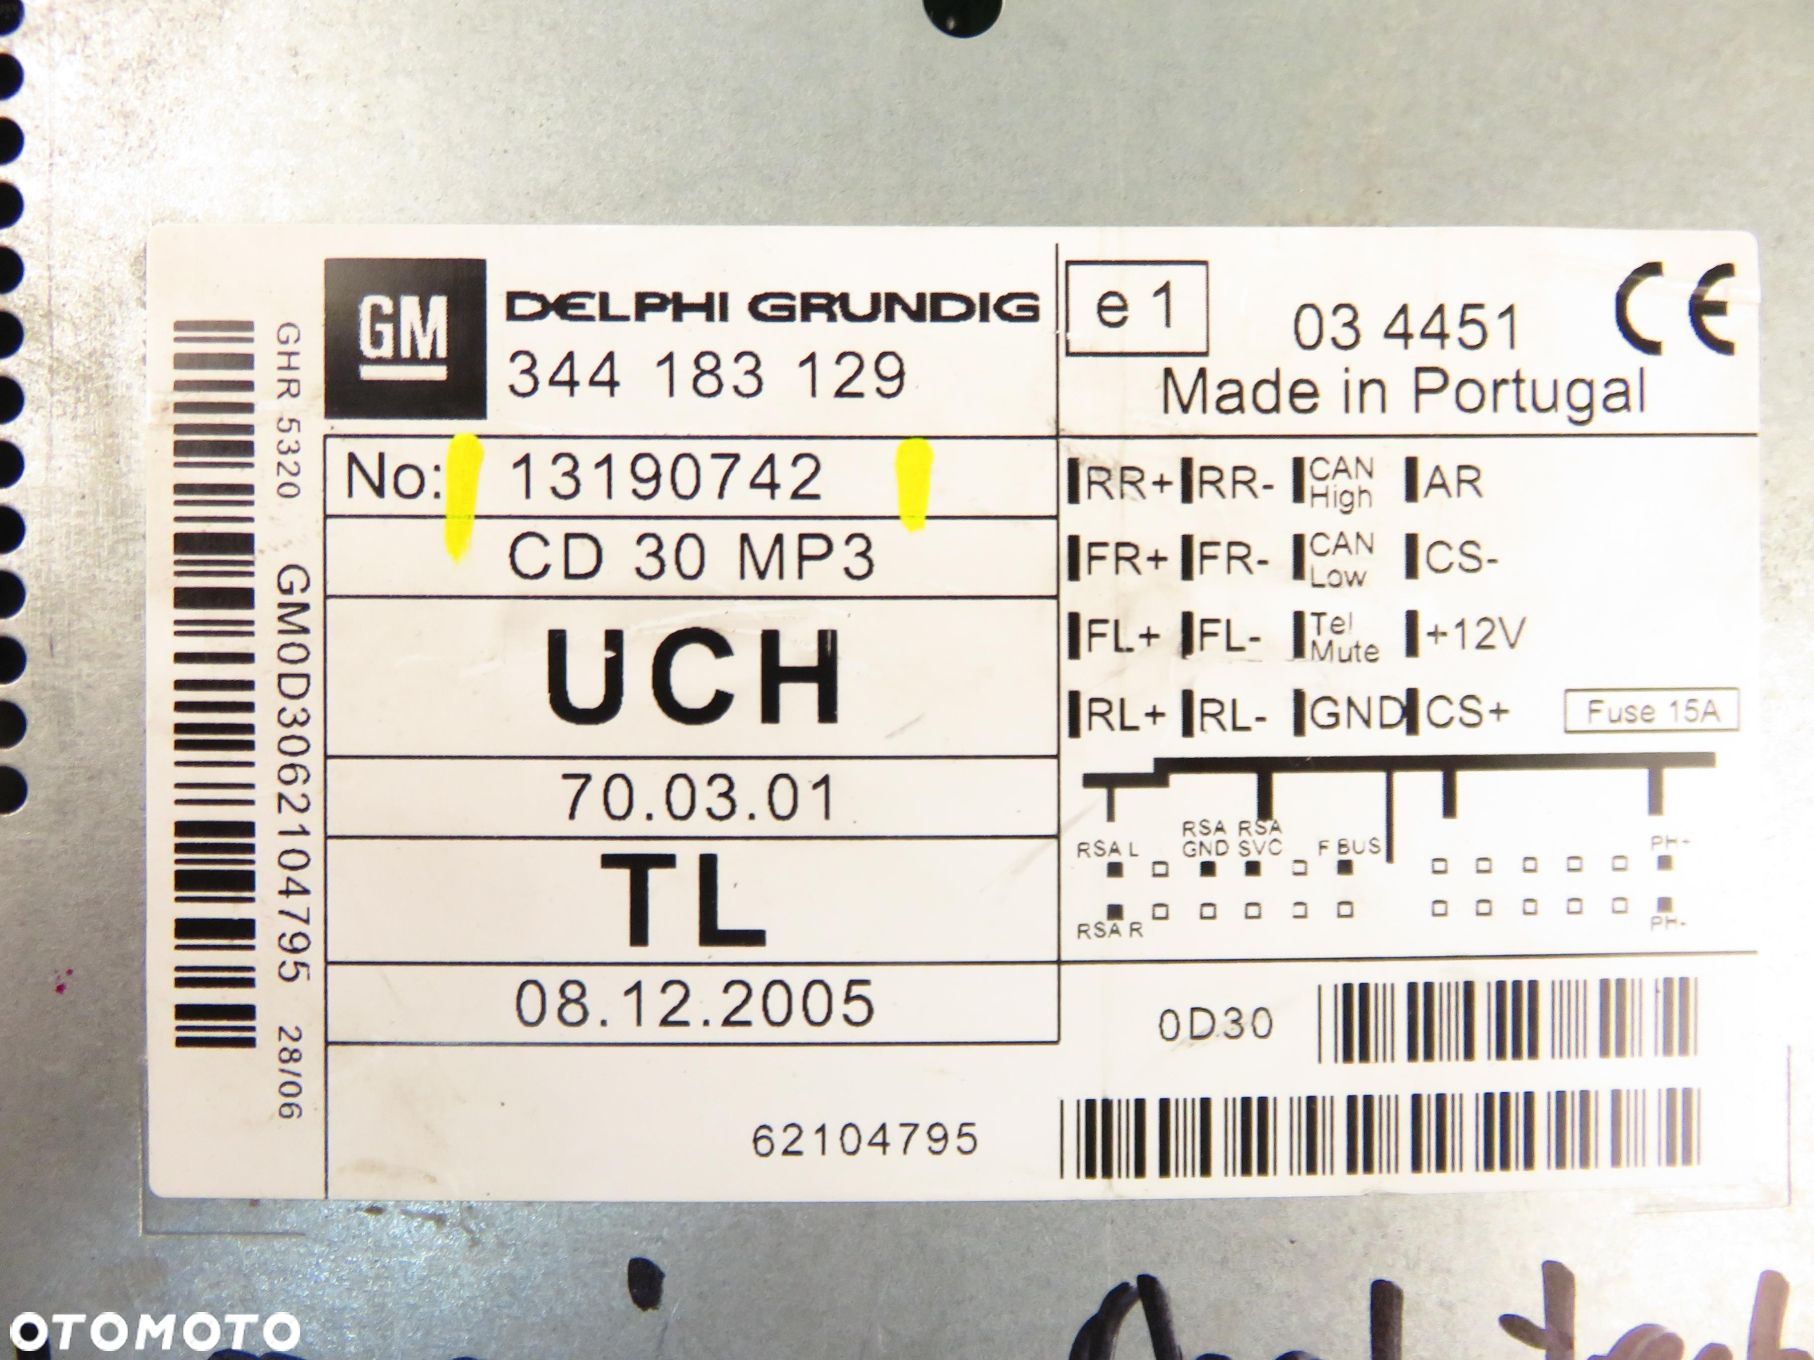 GHR 5320 GM0D3062104795 28/06
GM
DELPHI GRUNDIG
344 183 129
No: 13190742
CD 30 MP3
UCH
70.03.01
TL
08.12.2005
62104795
e1
03 4451
CE
Made in Portugal
RR+ RR- CAN High AR
FR+ FR- CAN Low CS-
FL+ FL- Tel Mute +12V
RL+ RL- GND CS+
Fuse 15A
RSA L RSA GND RSA SVC F BUS PH+
RSA R PH-
0D30
OTOMOTO